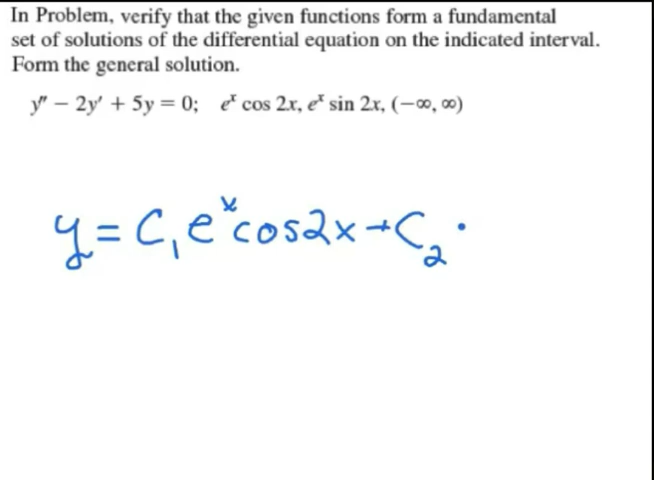 In Problem, verify that the given functions form a fundamental
set of solutions of the differential equation on the indicated interval.
Form the general solution.
y″ − 2y′ + 5y = 0; eˣ cos 2x, eˣ sin 2x, (−∞, ∞)
y = C₁eˣcos2x + C₂ ·